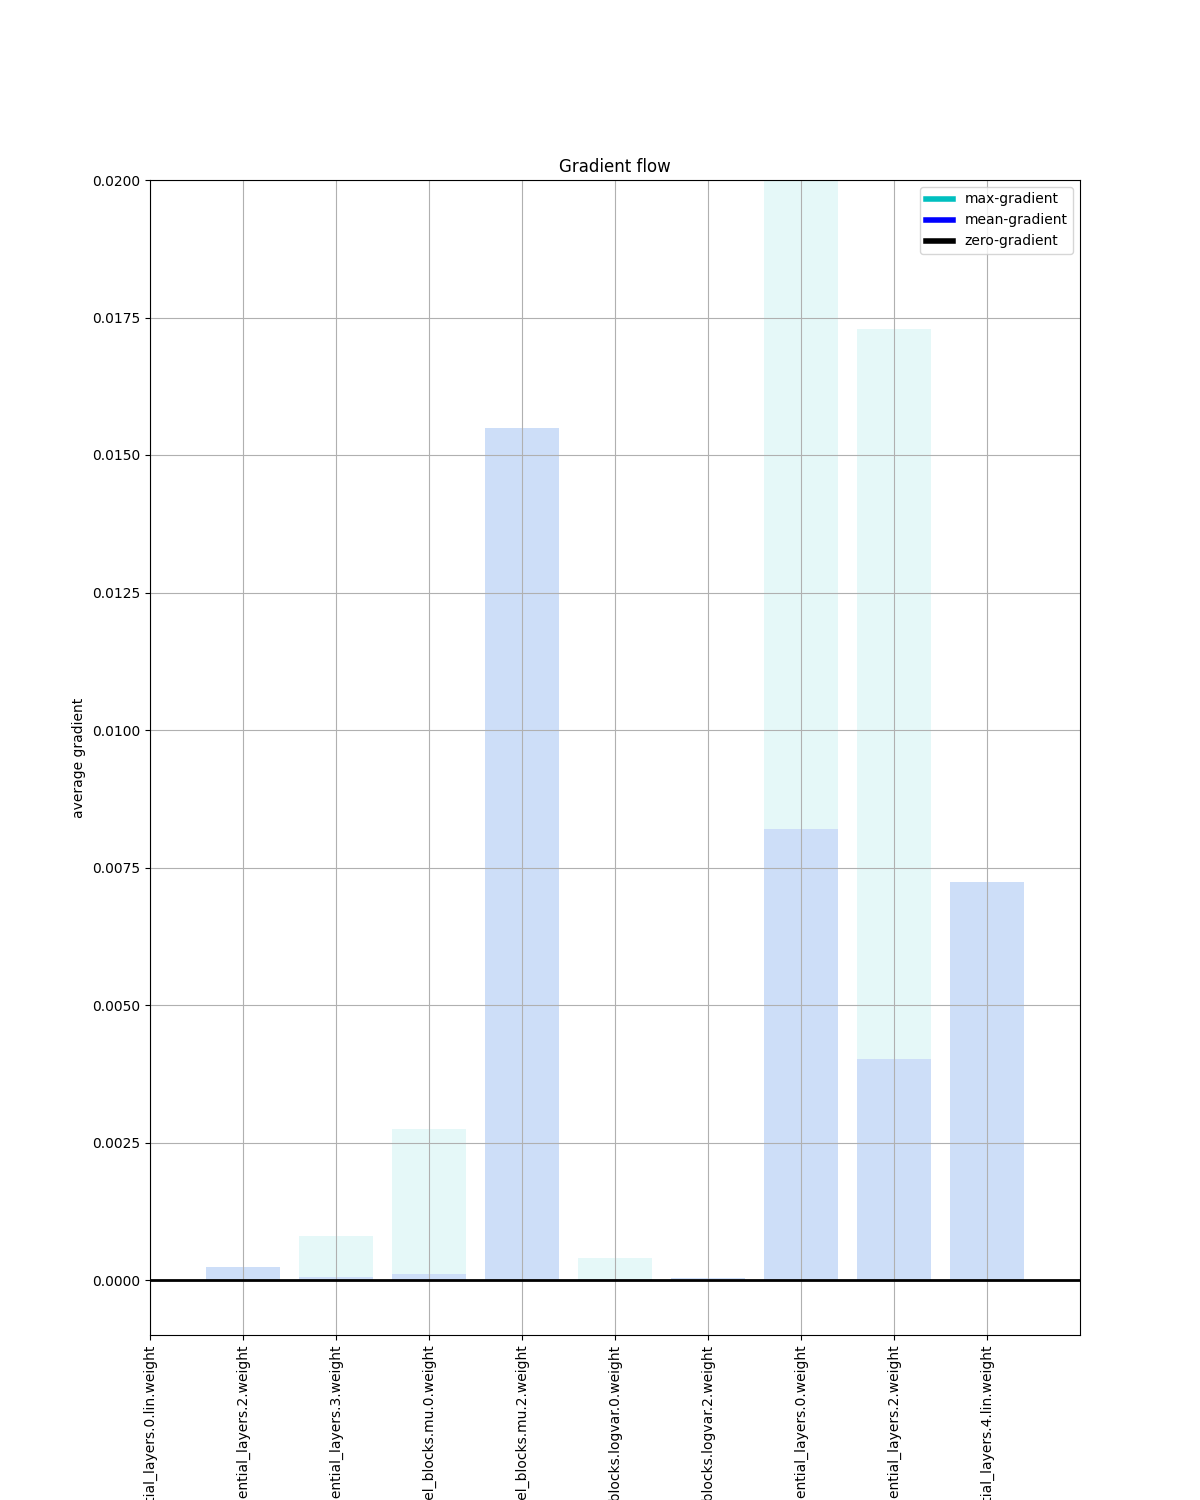 Gradient flow
max-gradient
mean-gradient
zero-gradient
0.0200
0.0175
0.0150
0.0125
0.0100
0.0075
0.0050
0.0025
0.0000
average gradient
tial_layers.0.lin.weight
ential_layers.2.weight
ential_layers.3.weight
el_blocks.mu.0.weight
el_blocks.mu.2.weight
blocks.logvar.0.weight
blocks.logvar.2.weight
ential_layers.0.weight
ential_layers.2.weight
tial_layers.4.lin.weight